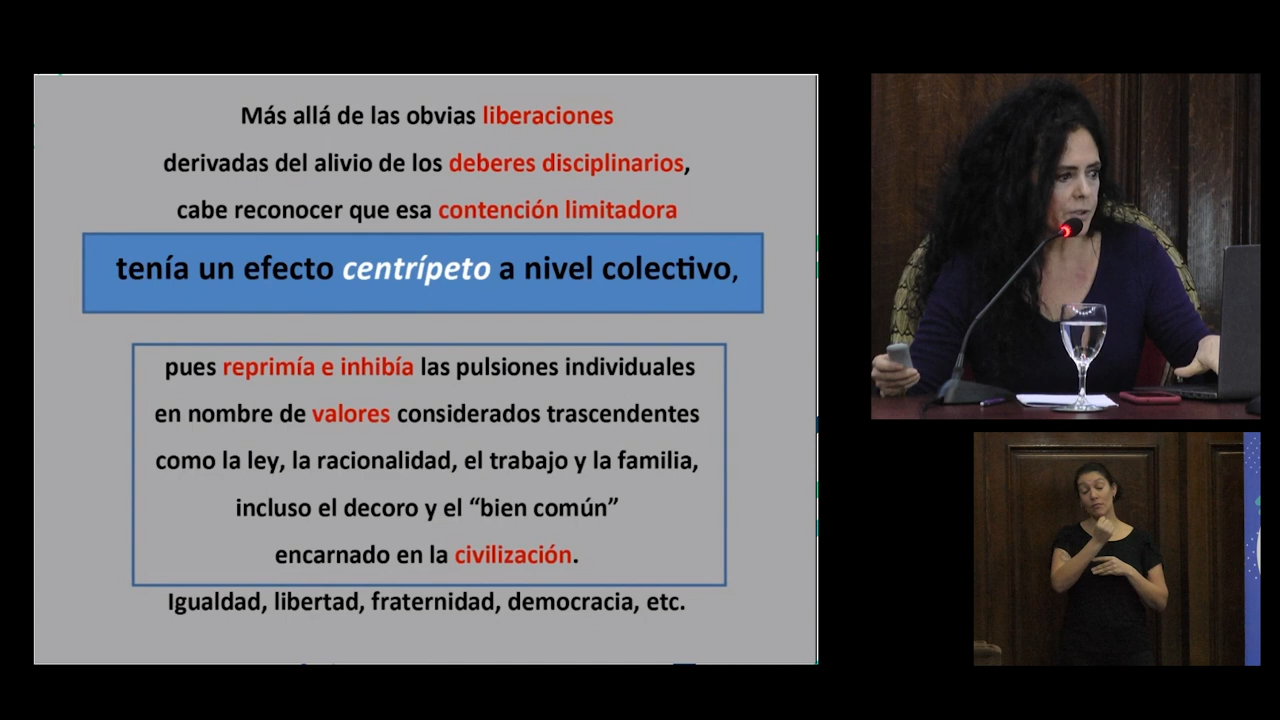 Más allá de las obvias liberaciones
derivadas del alivio de los deberes disciplinarios,
cabe reconocer que esa contención limitadora
tenía un efecto centrípeto a nivel colectivo,
pues reprimía e inhibía las pulsiones individuales
en nombre de valores considerados trascendentes
como la ley, la racionalidad, el trabajo y la familia,
incluso el decoro y el “bien común”
encarnado en la civilización.
Igualdad, libertad, fraternidad, democracia, etc.